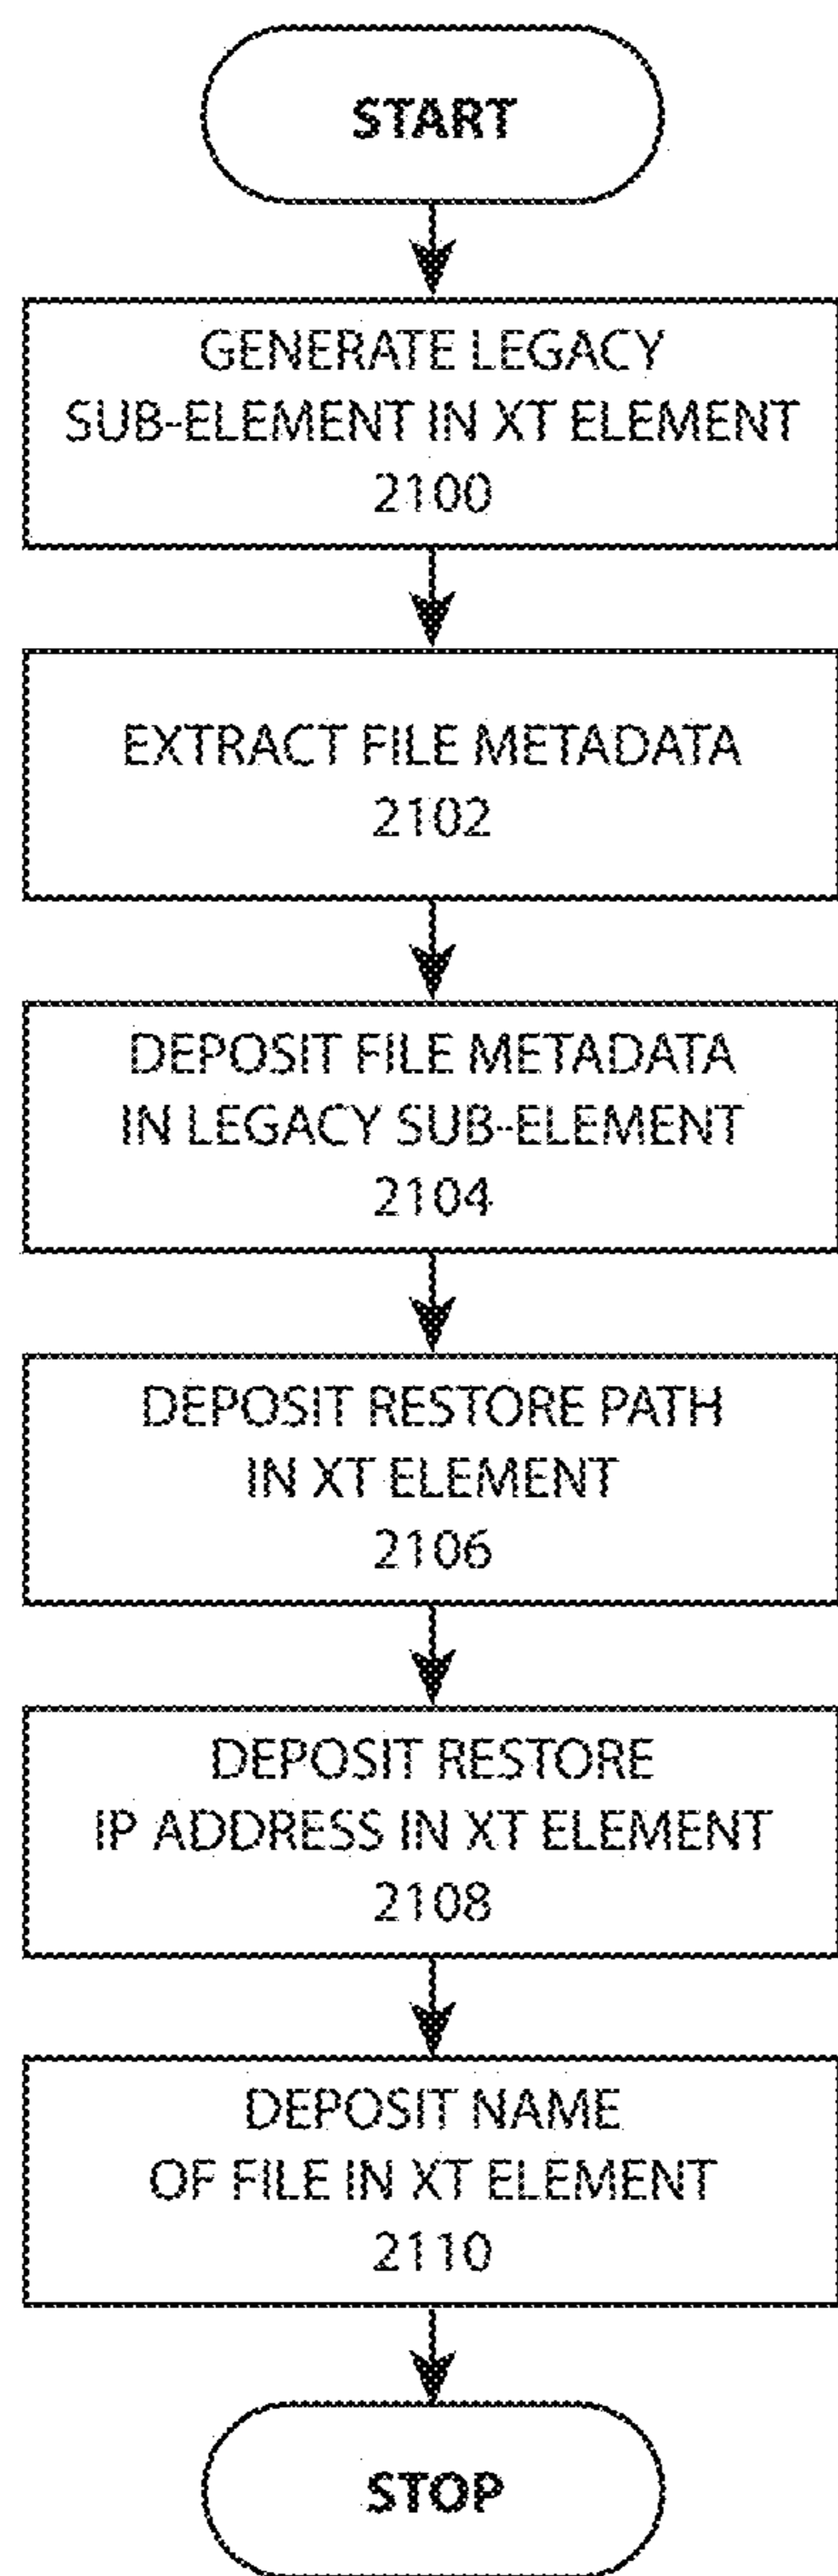 START
GENERATE LEGACY
SUB-ELEMENT IN XT ELEMENT
2100
EXTRACT FILE METADATA
2102
DEPOSIT FILE METADATA
IN LEGACY SUB-ELEMENT
2104
DEPOSIT RESTORE PATH
IN XT ELEMENT
2106
DEPOSIT RESTORE
IP ADDRESS IN XT ELEMENT
2108
DEPOSIT NAME
OF FILE IN XT ELEMENT
2110
STOP